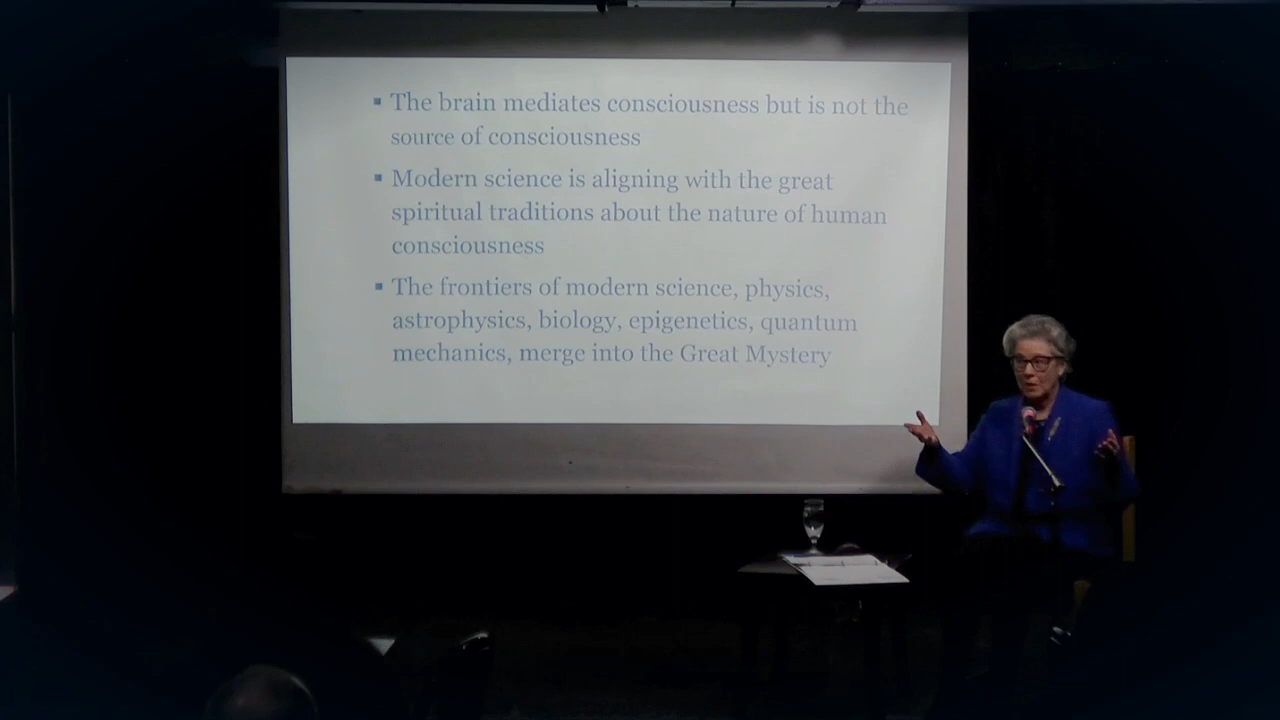 ▪ The brain mediates consciousness but is not the
source of consciousness
▪ Modern science is aligning with the great
spiritual traditions about the nature of human
consciousness
▪ The frontiers of modern science, physics,
astrophysics, biology, epigenetics, quantum
mechanics, merge into the Great Mystery